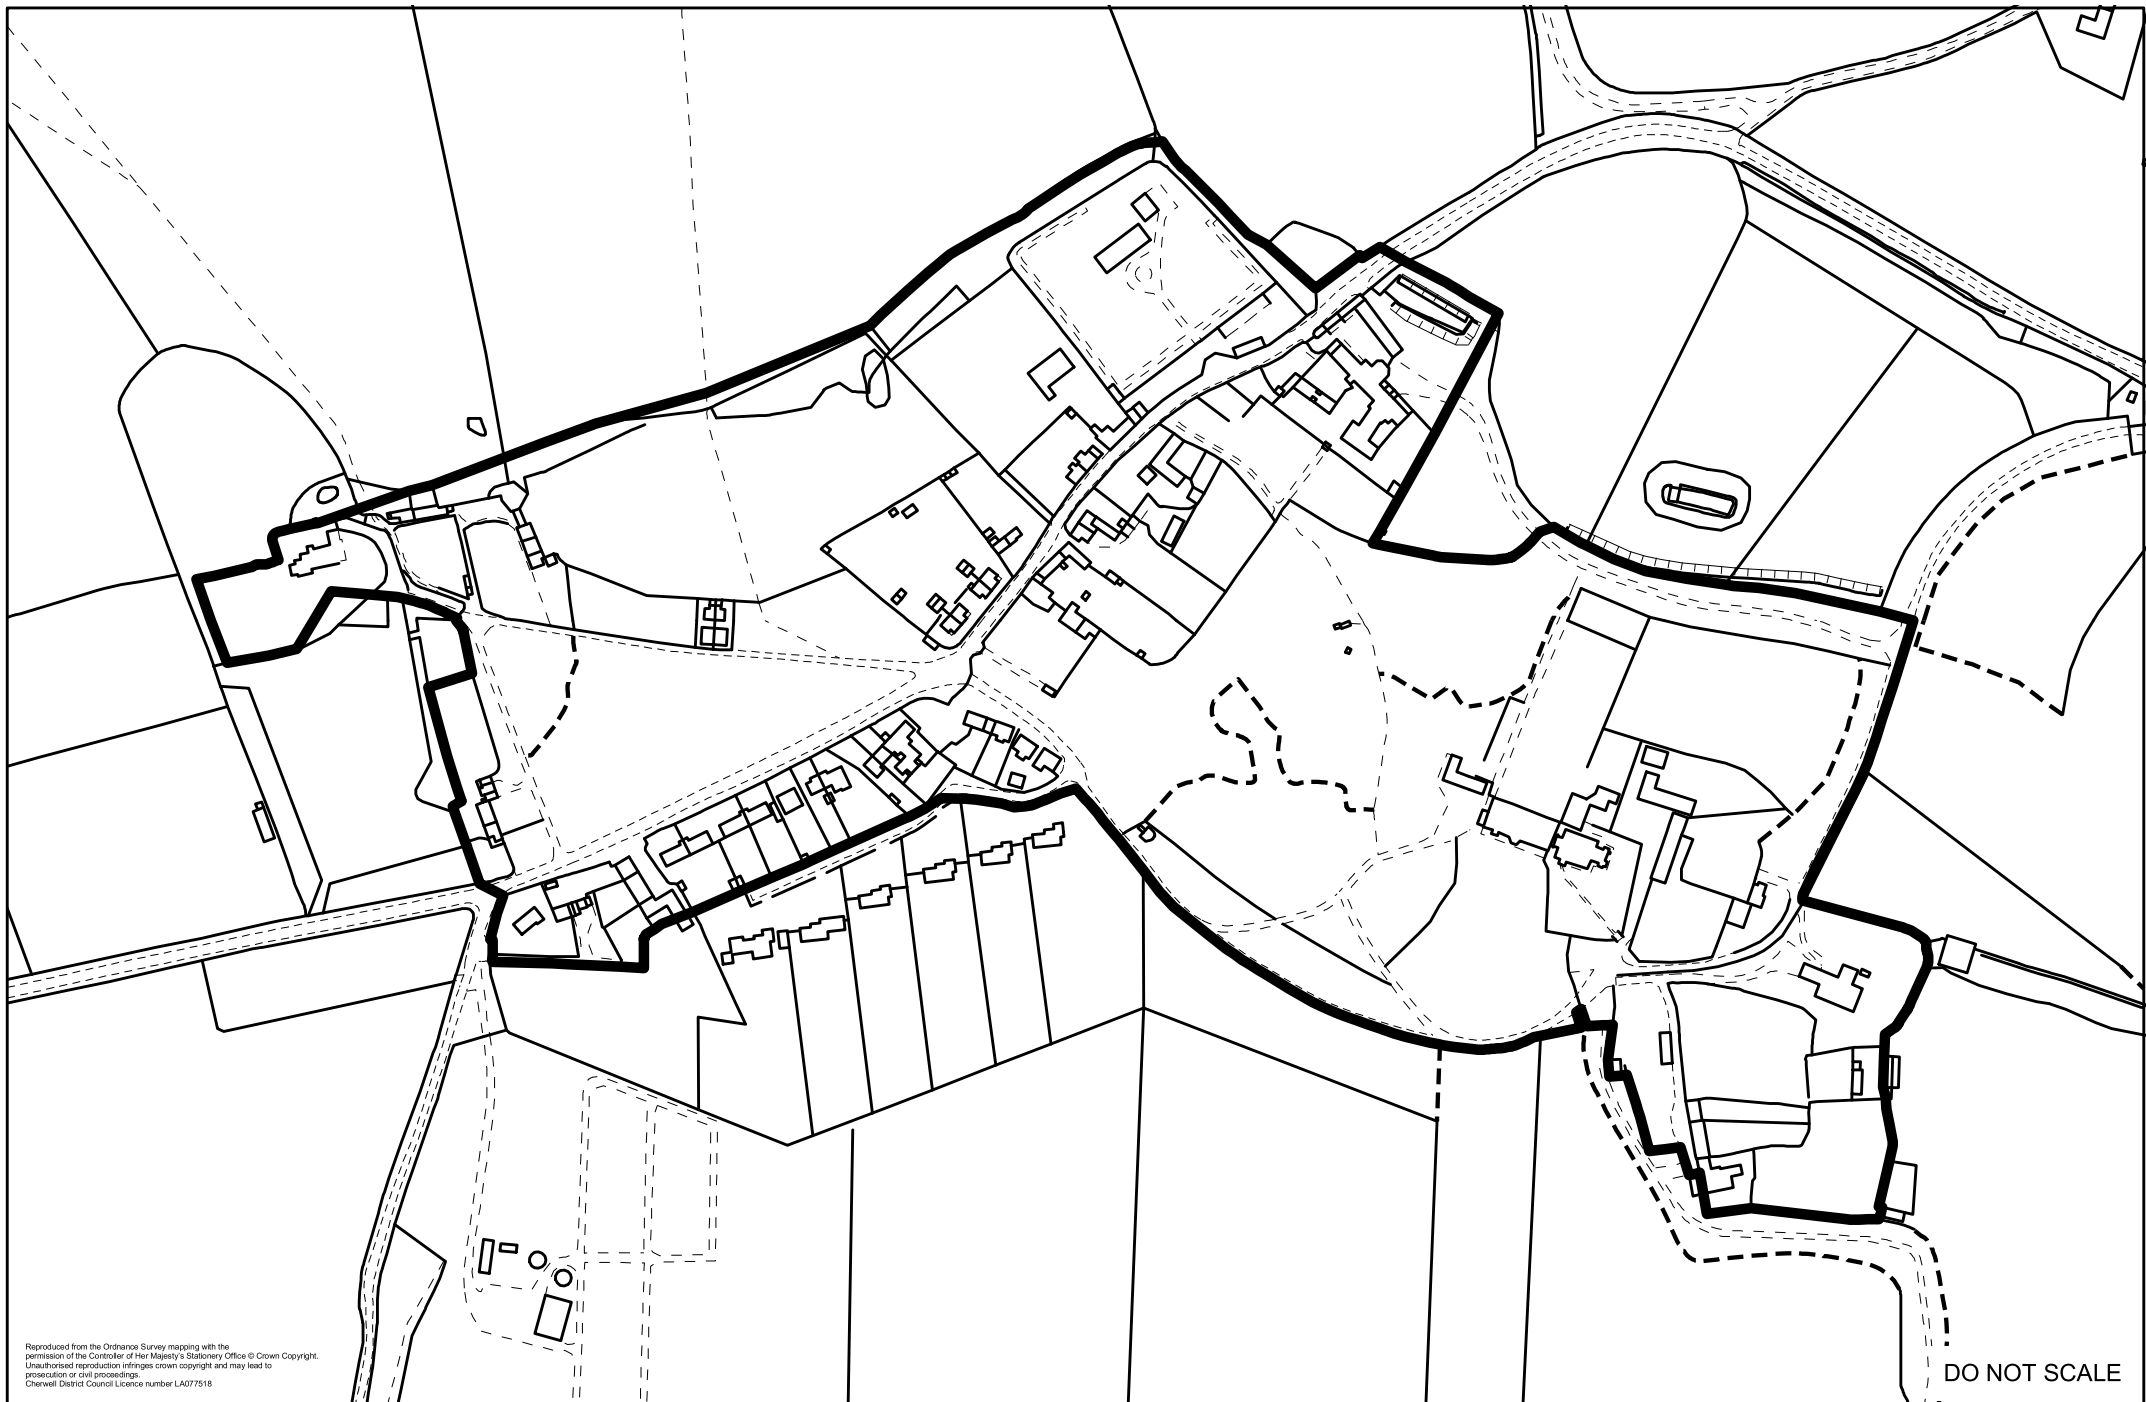 Reproduced from the Ordnance Survey mapping with the
permission of the Controller of Her Majesty's Stationery Office © Crown Copyright.
Unauthorised reproduction infringes crown copyright and may lead to
prosecution or civil proceedings.
Cherwell District Council Licence number LA077518
DO NOT SCALE